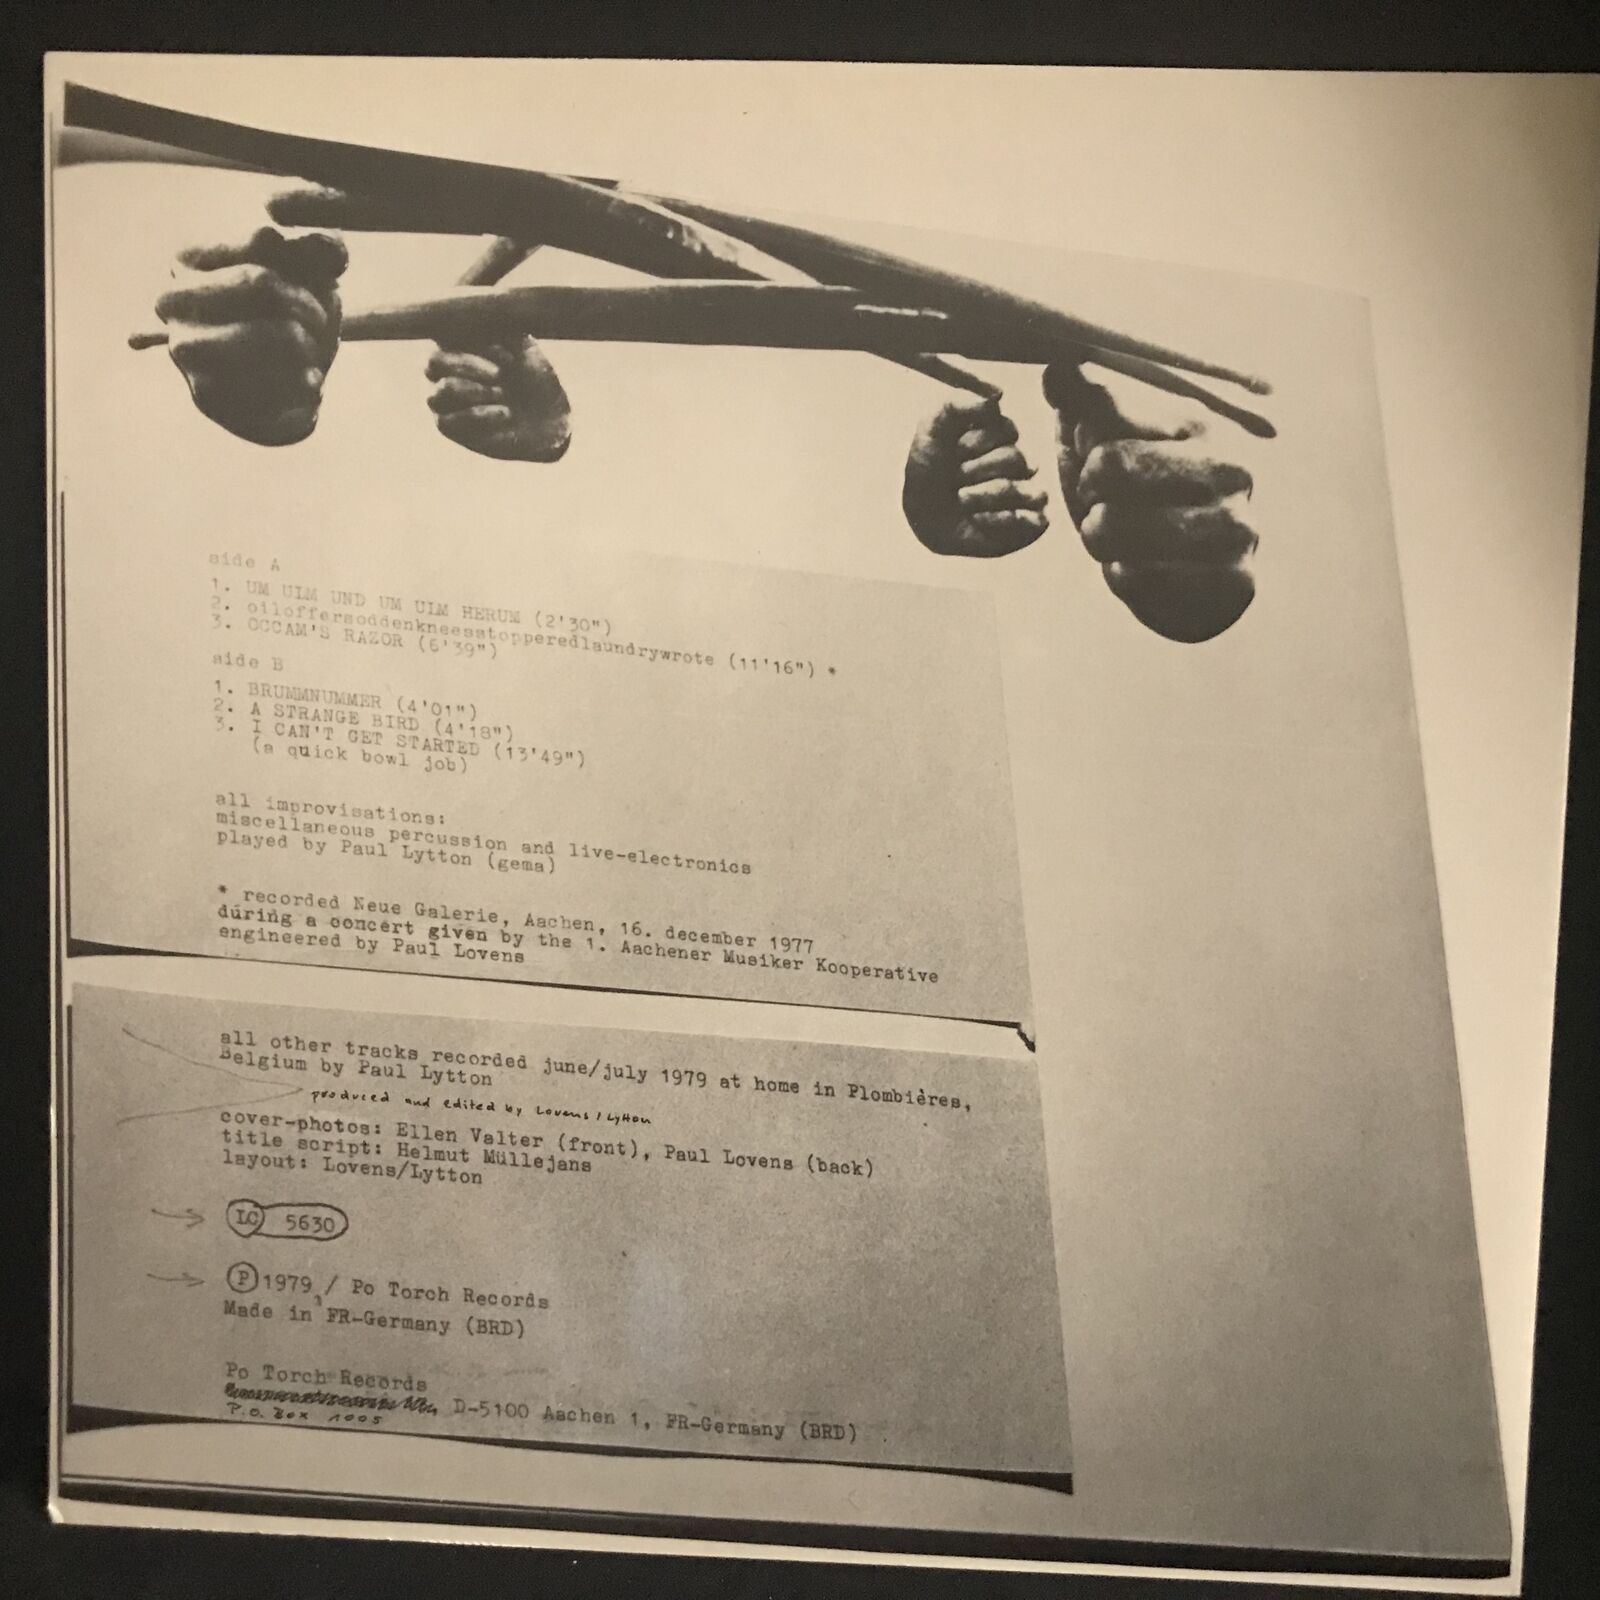 side A
1. UM ULM UND UM ULM HERUM (2'30")
2. oiloffersoddenkneesstopperedlaundrywrote (11'16") *
3. OCCAM'S RAZOR (6'39")
side B
1. BRUMMNUMMER (4'01")
2. A STRANGE BIRD (4'18")
3. I CAN'T GET STARTED (13'49")
(a quick bowl job)
all improvisations:
miscellaneous percussion and live-electronics
played by Paul Lytton (gema)
* recorded Neue Galerie, Aachen, 16. december 1977
during a concert given by the 1. Aachener Musiker Kooperative
engineered by Paul Lovens
all other tracks recorded june/july 1979 at home in Plombières,
Belgium by Paul Lytton
produced and edited by Lovens / Lytton
cover-photos: Ellen Valter (front), Paul Lovens (back)
title script: Helmut Müllejans
layout: Lovens/Lytton
LC 5630
℗ 1979 / Po Torch Records
Made in FR-Germany (BRD)
Po Torch Records
D-5100 Aachen 1, FR-Germany (BRD)
P.O. Box 1005